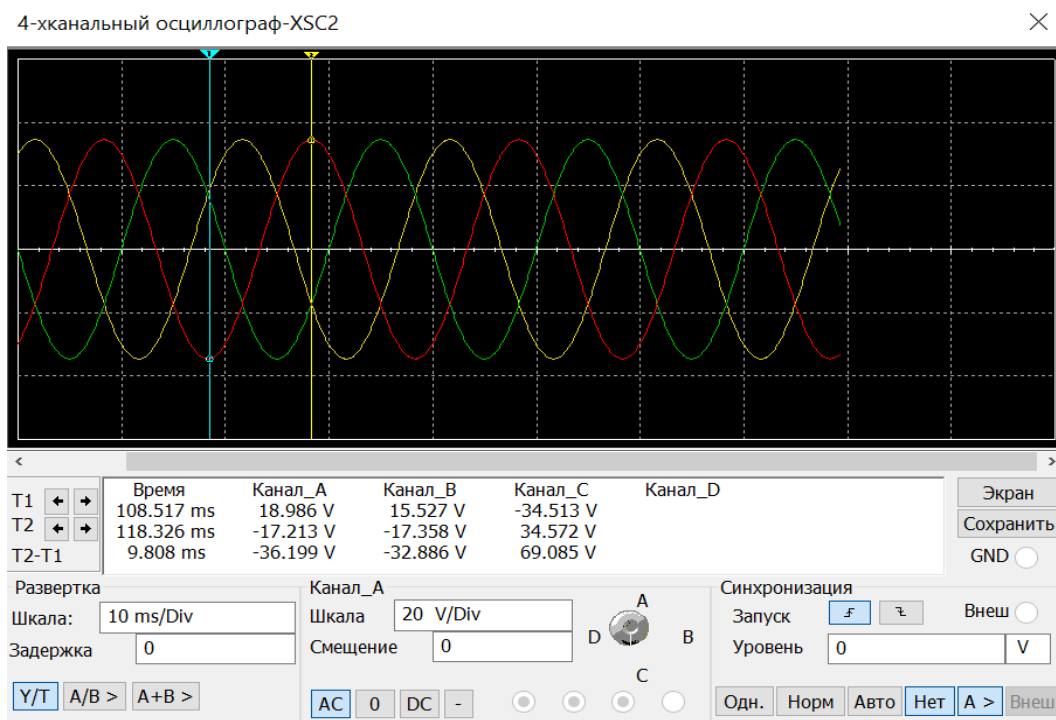 4-хканальный осциллограф-XSC2
1
2
T1
T2
T2-T1
Время Канал_A Канал_B Канал_C Канал_D
108.517 ms 18.986 V 15.527 V -34.513 V
118.326 ms -17.213 V -17.358 V 34.572 V
9.808 ms -36.199 V -32.886 V 69.085 V
Экран
Сохранить
GND
Развертка
Шкала: 10 ms/Div
Задержка 0
Y/T A/B > A+B >
Канал_A
Шкала 20 V/Div
Смещение 0
AC 0 DC -
A
D B
C
Синхронизация
Запуск Внеш
Уровень 0 V
Одн. Норм Авто Нет A > Внеш